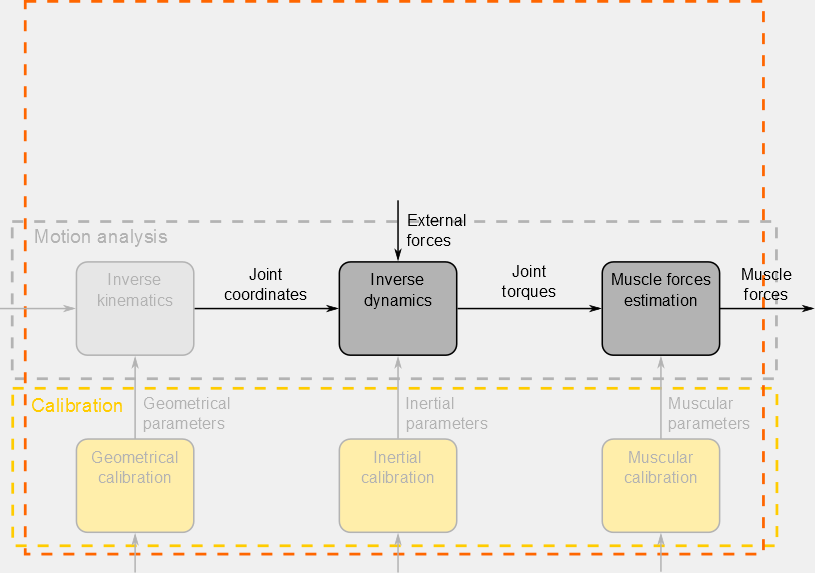 External
forces
Motion analysis
Inverse
kinematics
Joint
coordinates
Inverse
dynamics
Joint
torques
Muscle forces
estimation
Muscle
forces
Calibration
Geometrical
parameters
Inertial
parameters
Muscular
parameters
Geometrical
calibration
Inertial
calibration
Muscular
calibration